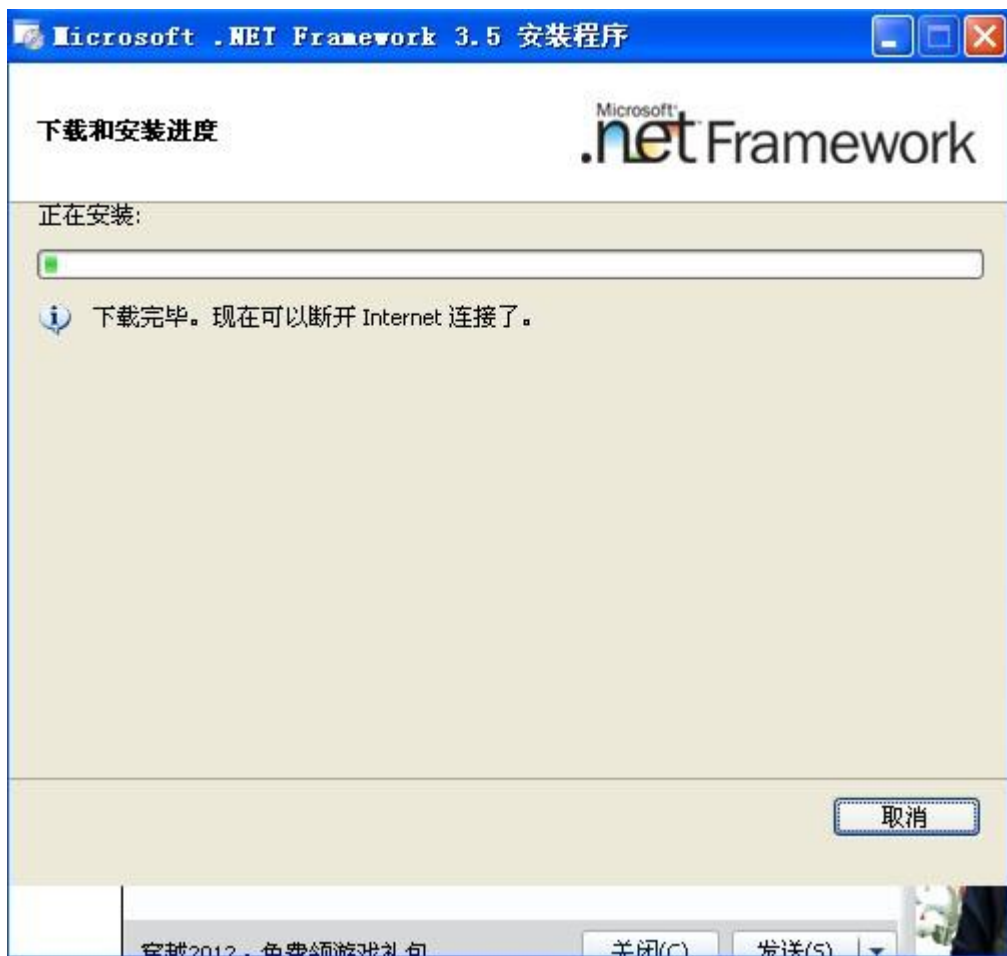 Microsoft .NET Framework 3.5 安装程序
下载和安装进度
Microsoft
.net Framework
正在安装:
下载完毕。现在可以断开 Internet 连接了。
取消
穿越2012，免费领游戏礼包
关闭(C) 发送(S)